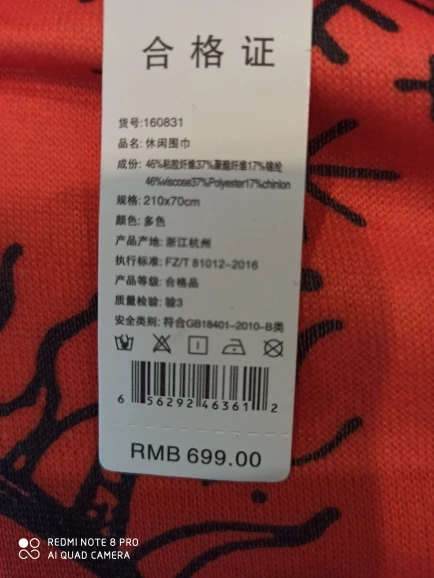 合格证
货号:160831
品名:休闲围巾
成份:46%粘胶纤维37%聚酯纤维17%锦纶
46%viscose37%Polyester17%chinlon
规格:210x70cm
颜色:多色
产品产地:浙江杭州
执行标准:FZ/T 81012-2016
产品等级:合格品
质量检验:验3
安全类别:符合GB18401-2010-B类
6 56292 46361 2
RMB 699.00
REDMI NOTE 8 PRO
AI QUAD CAMERA